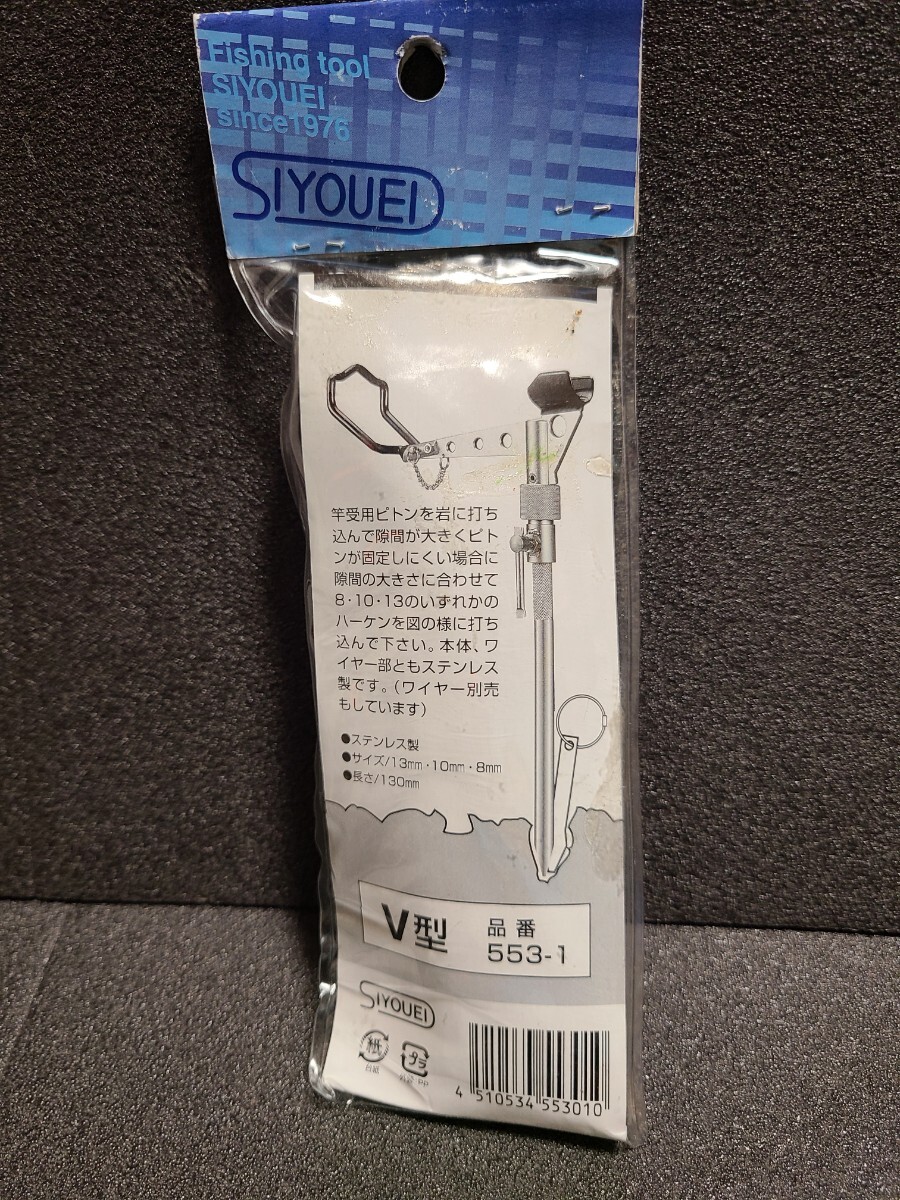 Fishing tool
SIYOUEI
since1976
SIYOUEI
竿受用ピトンを岩に打ち
込んで隙間が大きくピト
ンが固定しにくい場合に
隙間の大きさに合わせて
8・10・13のいずれかの
ハーケンを図の様に打ち
込んで下さい。本体、ワ
イヤー部ともステンレス
製です。(ワイヤー別売
もしています)
●ステンレス製
●サイズ/13mm・10mm・8mm
●長さ/130mm
V型
品番
553-1
SIYOUEI
紙
台紙
プラ
外袋 PP
4 510534 553010